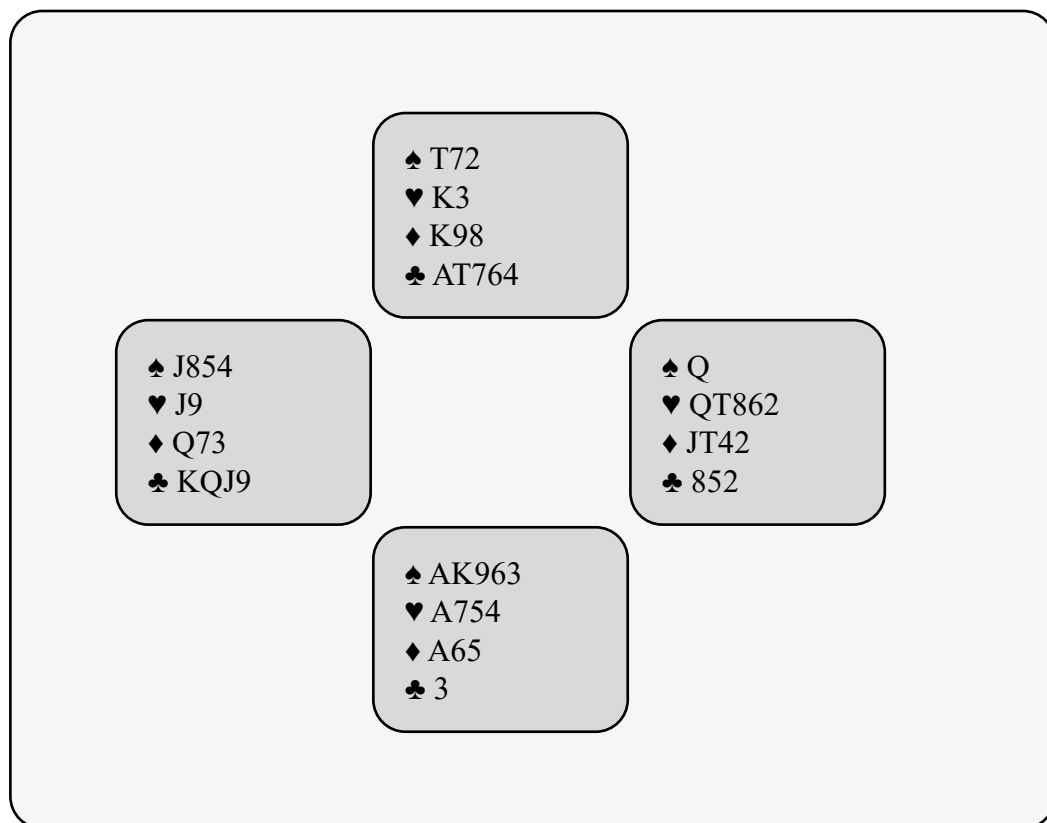 ♠ T72
♥ K3
♦ K98
♣ AT764
♠ J854
♥ J9
♦ Q73
♣ KQJ9
♠ Q
♥ QT862
♦ JT42
♣ 852
♠ AK963
♥ A754
♦ A65
♣ 3